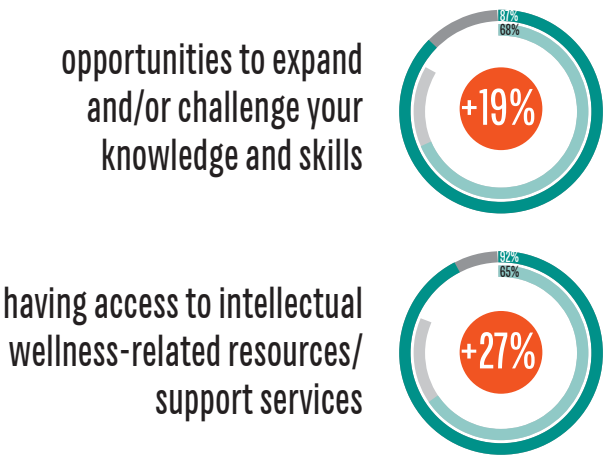 87%
68%
opportunities to expand
and/or challenge your
knowledge and skills
+19%
92%
65%
having access to intellectual
wellness-related resources/
support services
+27%